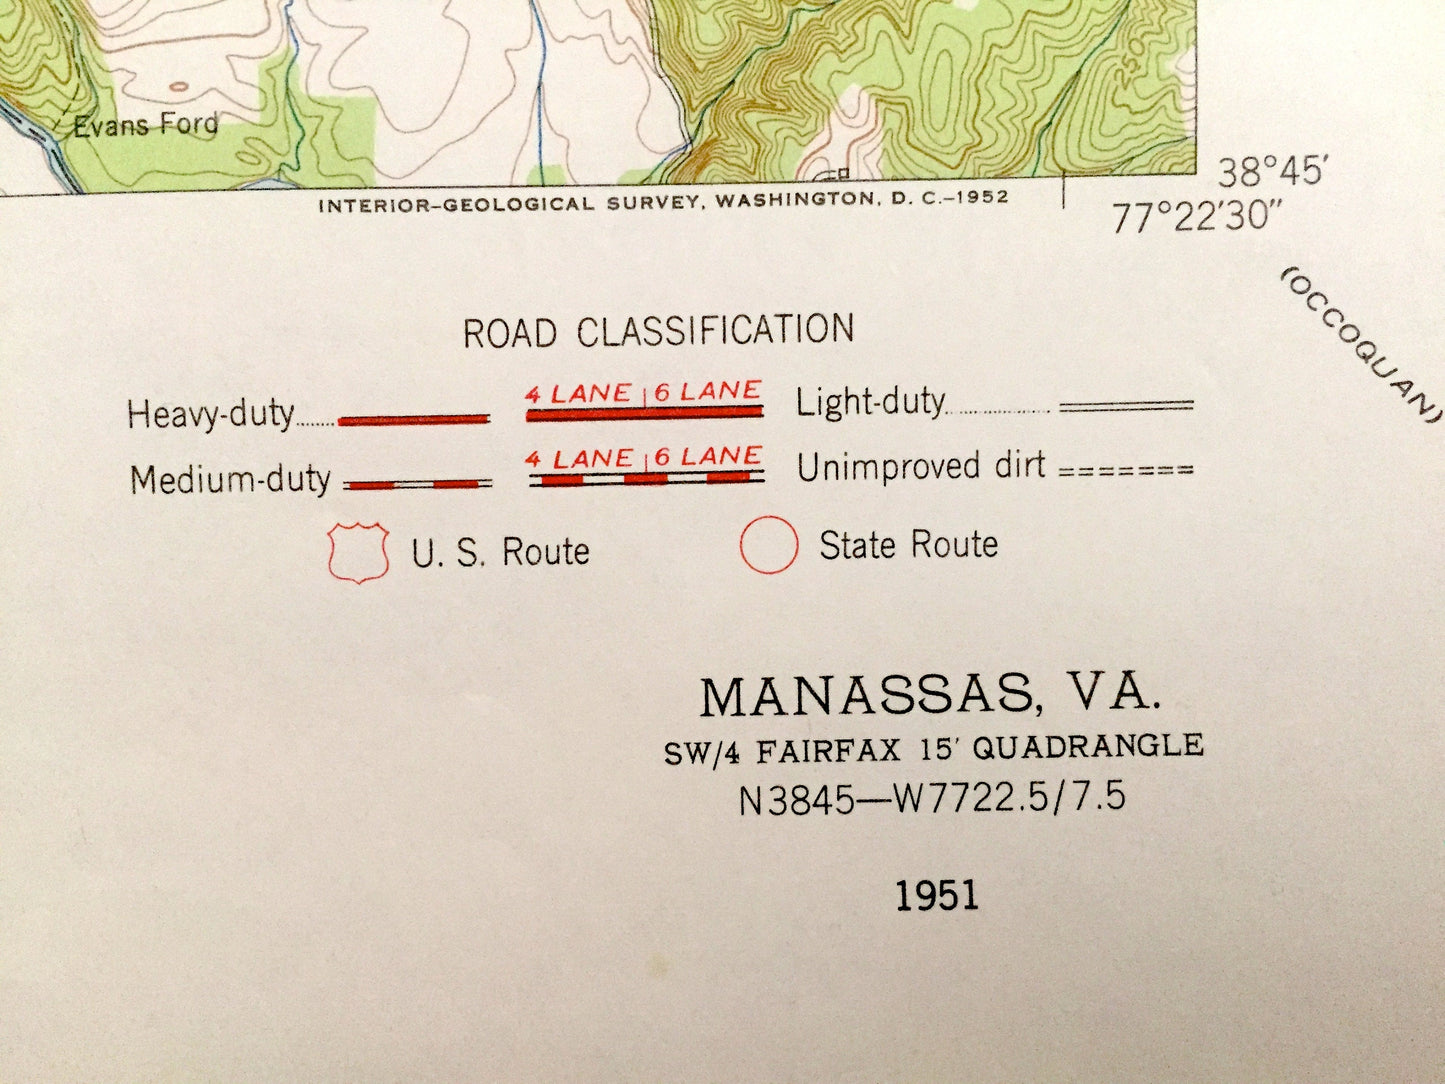 250
Evans Ford
INTERIOR–GEOLOGICAL SURVEY, WASHINGTON, D. C.–1952
38°45′
77°22′30″
(OCCOQUAN)
ROAD CLASSIFICATION
Heavy-duty........ 4 LANE | 6 LANE Light-duty................
Medium-duty 4 LANE | 6 LANE Unimproved dirt
U. S. Route State Route
MANASSAS, VA.
SW/4 FAIRFAX 15′ QUADRANGLE
N3845—W7722.5/7.5
1951